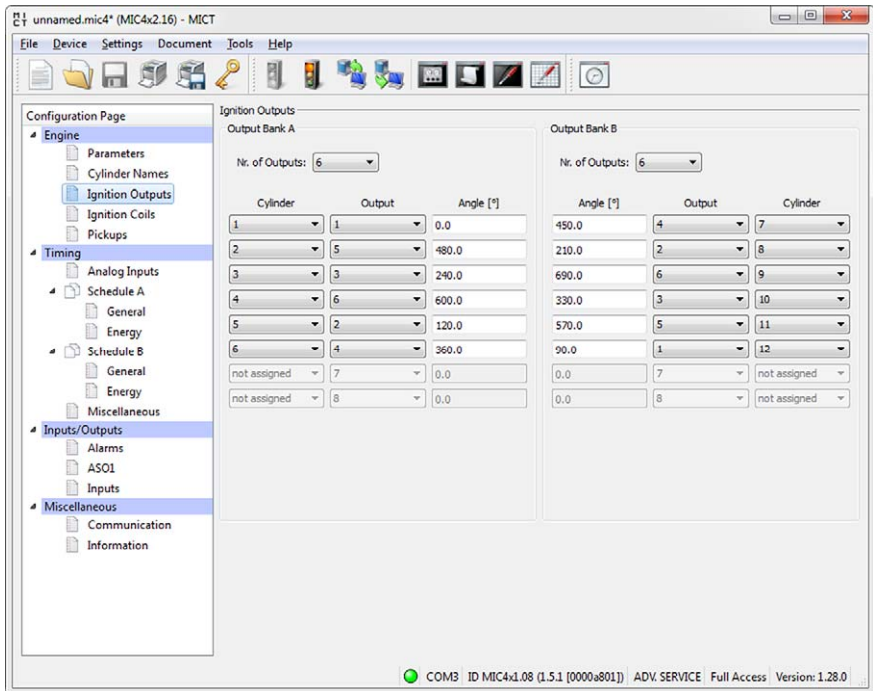 unnamed.mic4* (MIC4x2.16) - MICT
File Device Settings Document Tools Help
Configuration Page
Engine
Parameters
Cylinder Names
Ignition Outputs
Ignition Coils
Pickups
Timing
Analog Inputs
Schedule A
General
Energy
Schedule B
General
Energy
Miscellaneous
Inputs/Outputs
Alarms
ASO1
Inputs
Miscellaneous
Communication
Information
Ignition Outputs
Output Bank A
Nr. of Outputs: 6
Cylinder Output Angle [°]
1 1 0.0
2 5 480.0
3 3 240.0
4 6 600.0
5 2 120.0
6 4 360.0
not assigned 7 0.0
not assigned 8 0.0
Output Bank B
Nr. of Outputs: 6
Angle [°] Output Cylinder
450.0 4 7
210.0 2 8
690.0 6 9
330.0 3 10
570.0 5 11
90.0 1 12
0.0 7 not assigned
0.0 8 not assigned
COM3 ID MIC4x1.08 (1.5.1 [0000a801]) ADV. SERVICE Full Access Version: 1.28.0